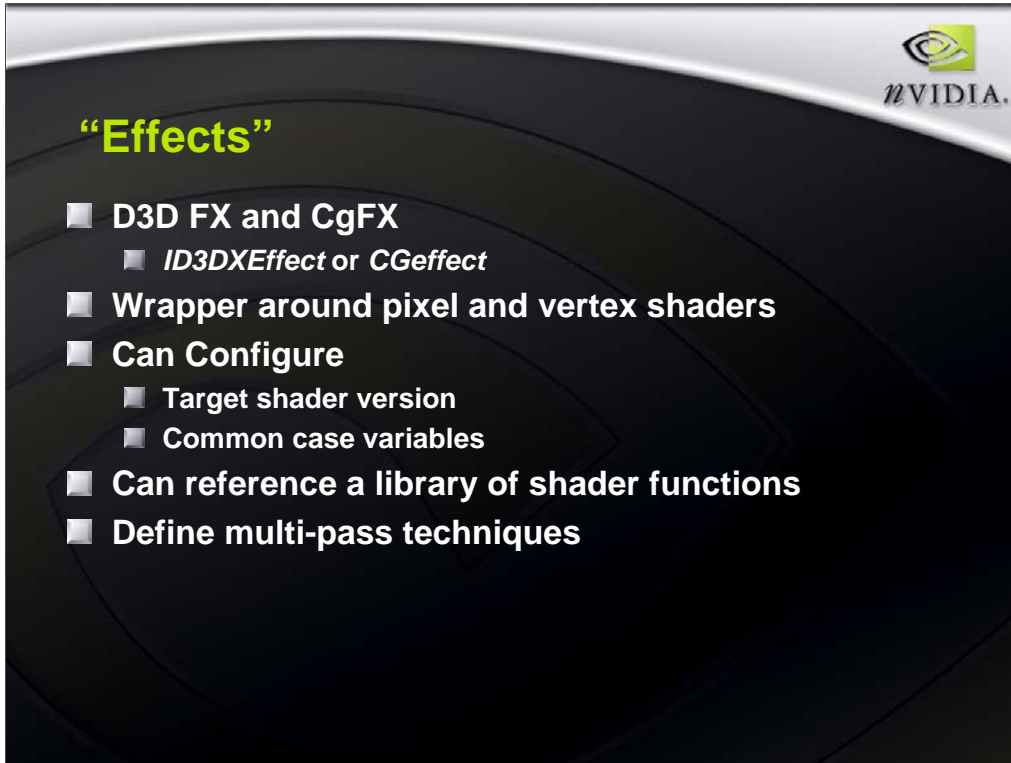 nVIDIA.
“Effects”
D3D FX and CgFX
ID3DXEffect or CGeffect
Wrapper around pixel and vertex shaders
Can Configure
Target shader version
Common case variables
Can reference a library of shader functions
Define multi-pass techniques